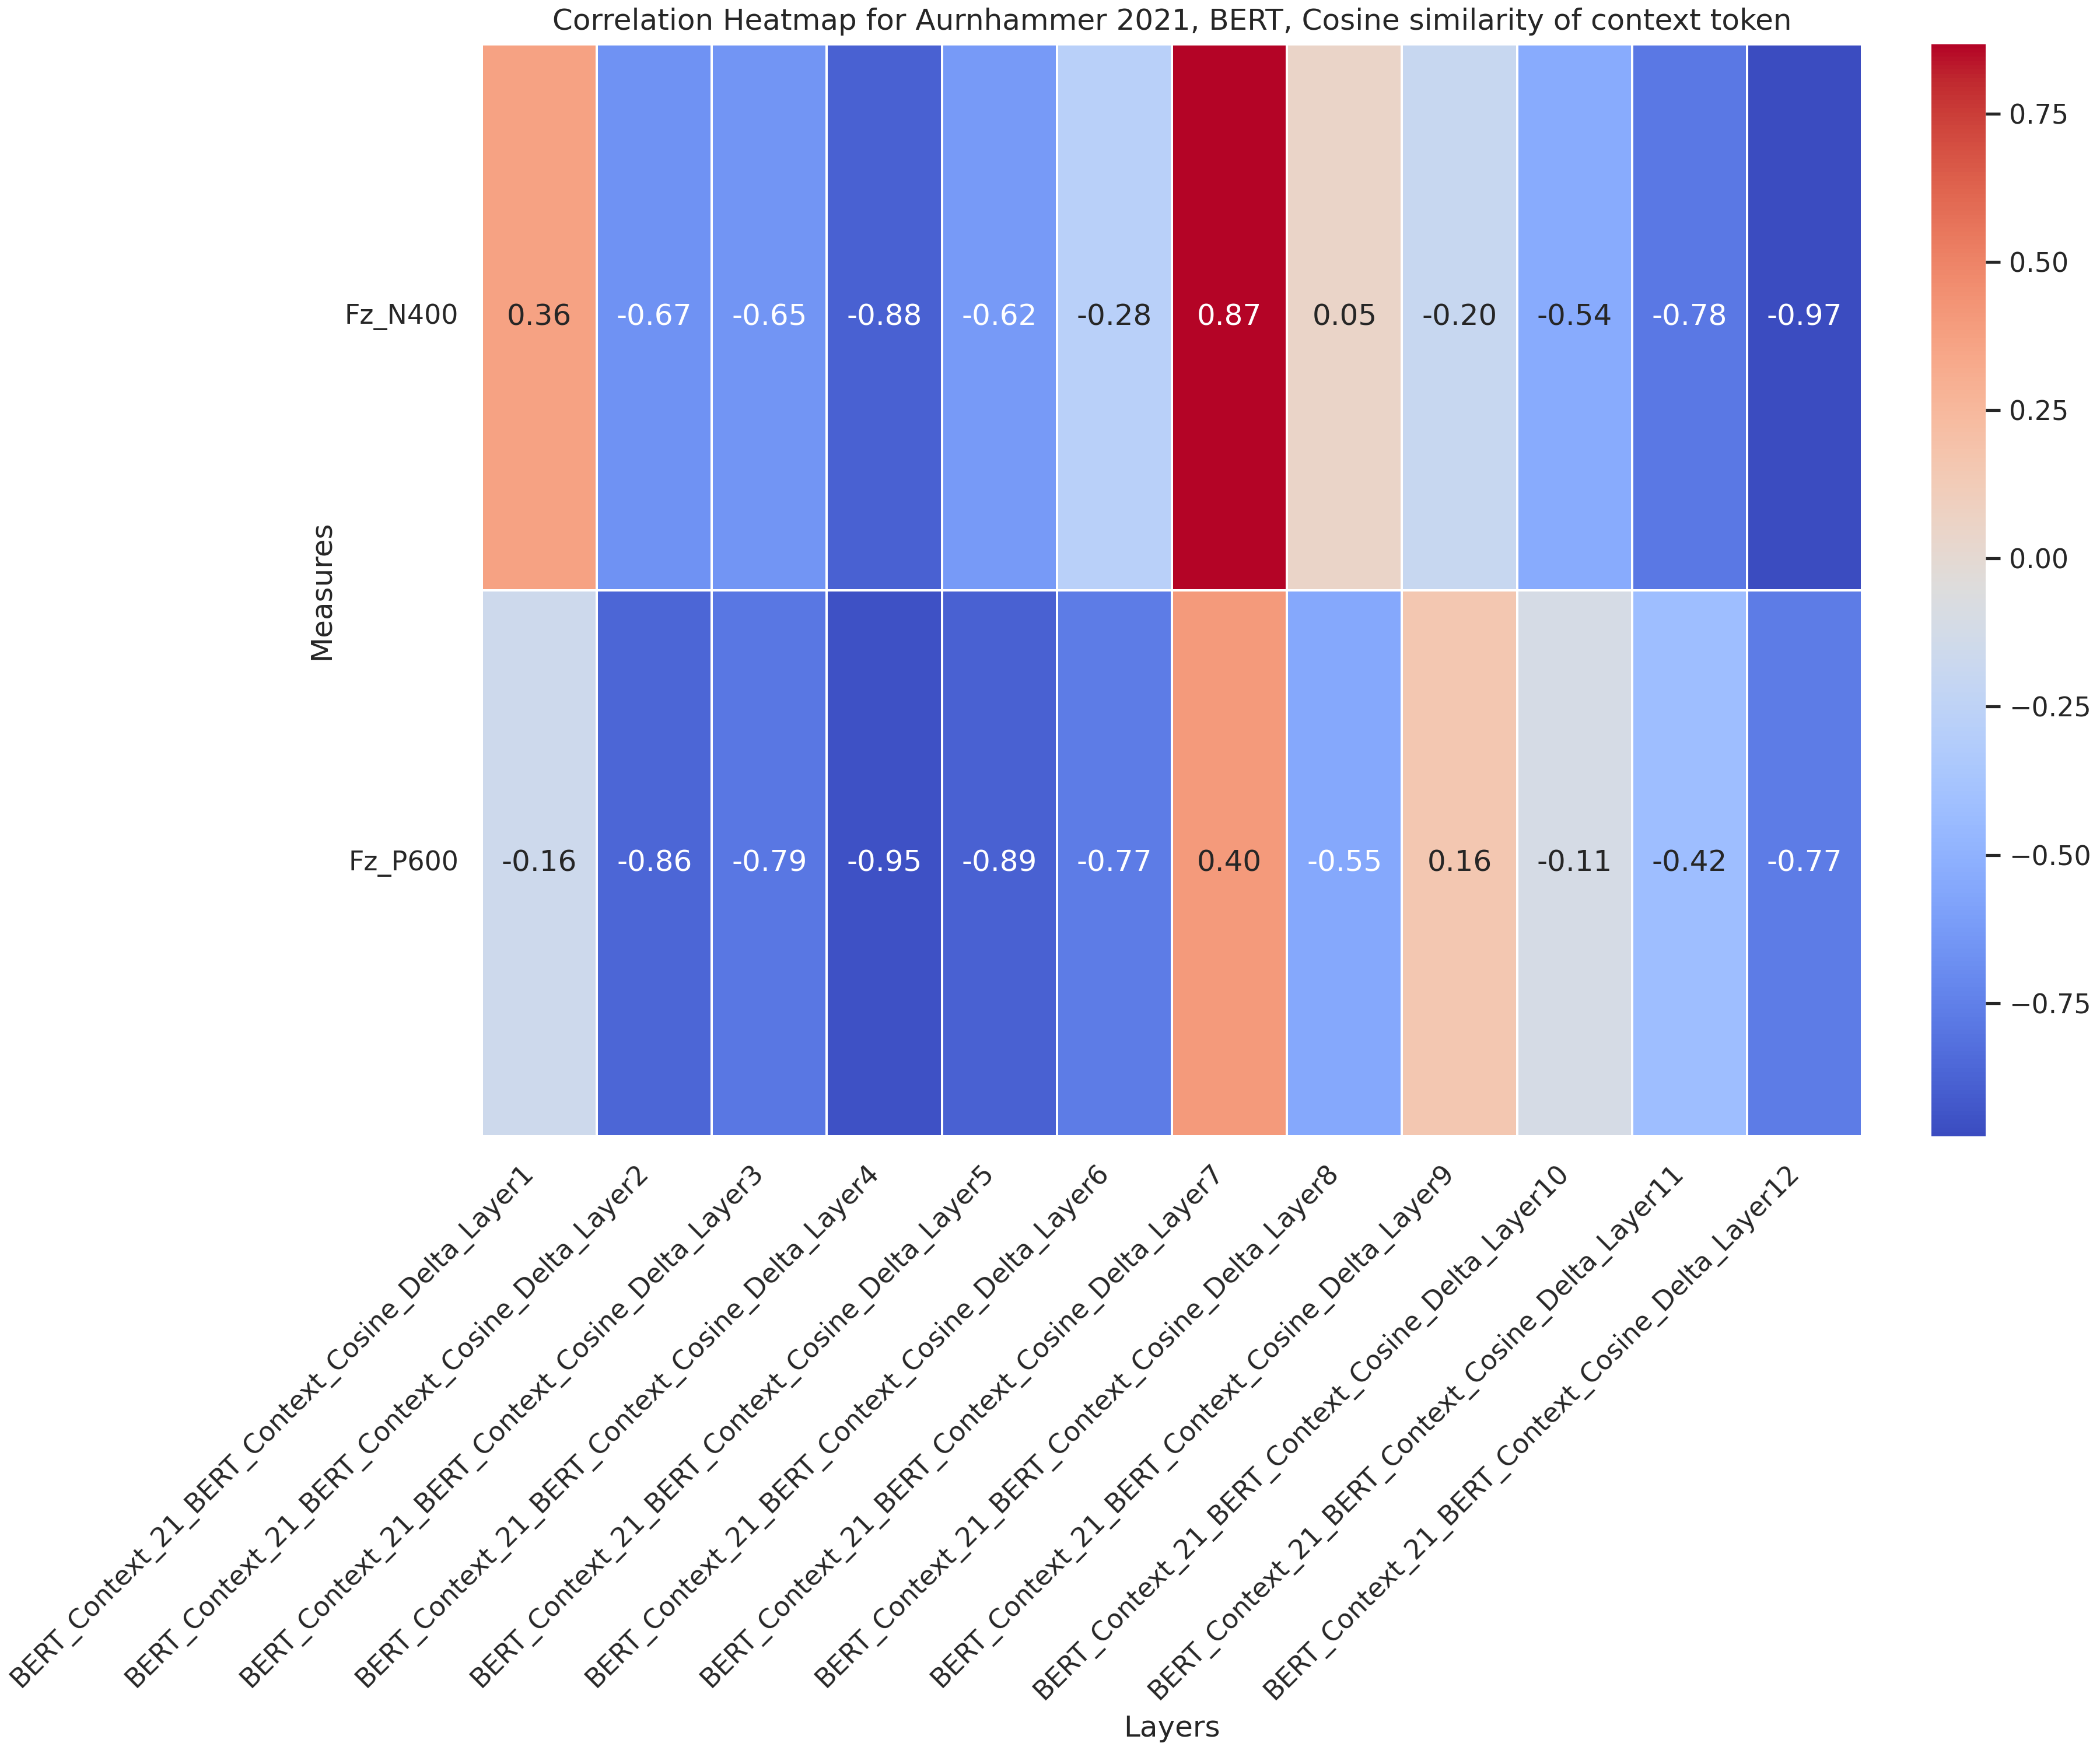 Correlation Heatmap for Aurnhammer 2021, BERT, Cosine similarity of context token
Measures
Fz_N400
0.36 -0.67 -0.65 -0.88 -0.62 -0.28 0.87 0.05 -0.20 -0.54 -0.78 -0.97
Fz_P600
-0.16 -0.86 -0.79 -0.95 -0.89 -0.77 0.40 -0.55 0.16 -0.11 -0.42 -0.77
BERT_Context_21_BERT_Context_Cosine_Delta_Layer1
BERT_Context_21_BERT_Context_Cosine_Delta_Layer2
BERT_Context_21_BERT_Context_Cosine_Delta_Layer3
BERT_Context_21_BERT_Context_Cosine_Delta_Layer4
BERT_Context_21_BERT_Context_Cosine_Delta_Layer5
BERT_Context_21_BERT_Context_Cosine_Delta_Layer6
BERT_Context_21_BERT_Context_Cosine_Delta_Layer7
BERT_Context_21_BERT_Context_Cosine_Delta_Layer8
BERT_Context_21_BERT_Context_Cosine_Delta_Layer9
BERT_Context_21_BERT_Context_Cosine_Delta_Layer10
BERT_Context_21_BERT_Context_Cosine_Delta_Layer11
BERT_Context_21_BERT_Context_Cosine_Delta_Layer12
Layers
0.75
0.50
0.25
0.00
−0.25
−0.50
−0.75